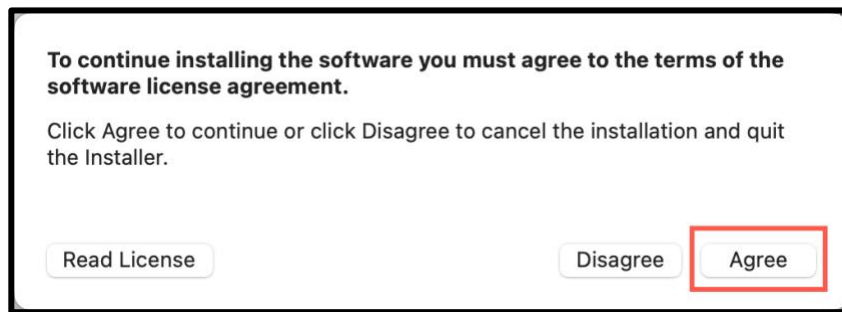 To continue installing the software you must agree to the terms of the
software license agreement.
Click Agree to continue or click Disagree to cancel the installation and quit
the Installer.
Read License
Disagree
Agree